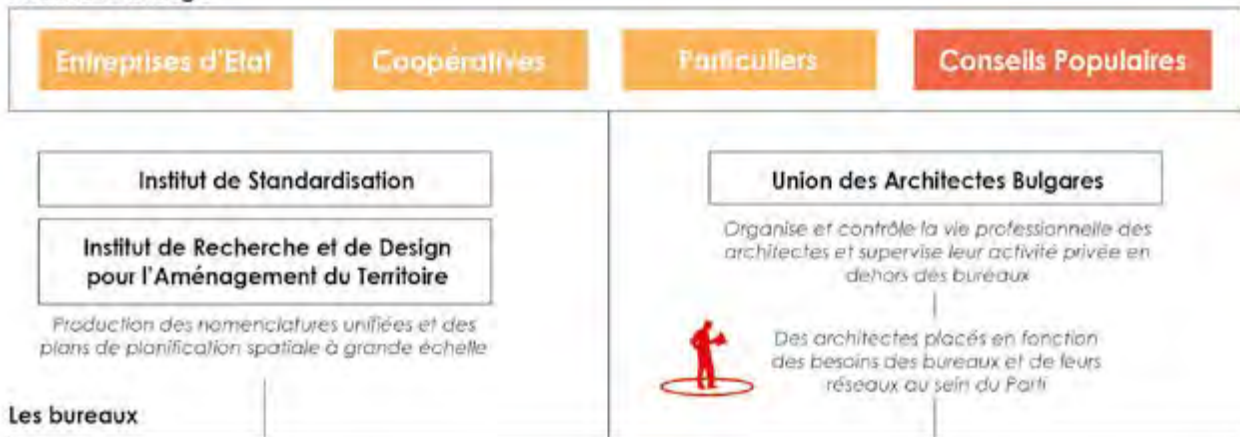 Entreprises d'Etat
Coopératives
Particuliers
Conseils Populaires
Institut de Standardisation
Institut de Recherche et de Design
pour l'Aménagement du Territoire
Production des nomenclatures unifiées et des
plans de planification spatiale à grande échelle
Union des Architectes Bulgares
Organise et contrôle la vie professionnelle des
architectes et supervise leur activité privée en
dehors des bureaux
Des architectes placés en fonction
des besoins des bureaux et de leurs
réseaux au sein du Parti
Les bureaux